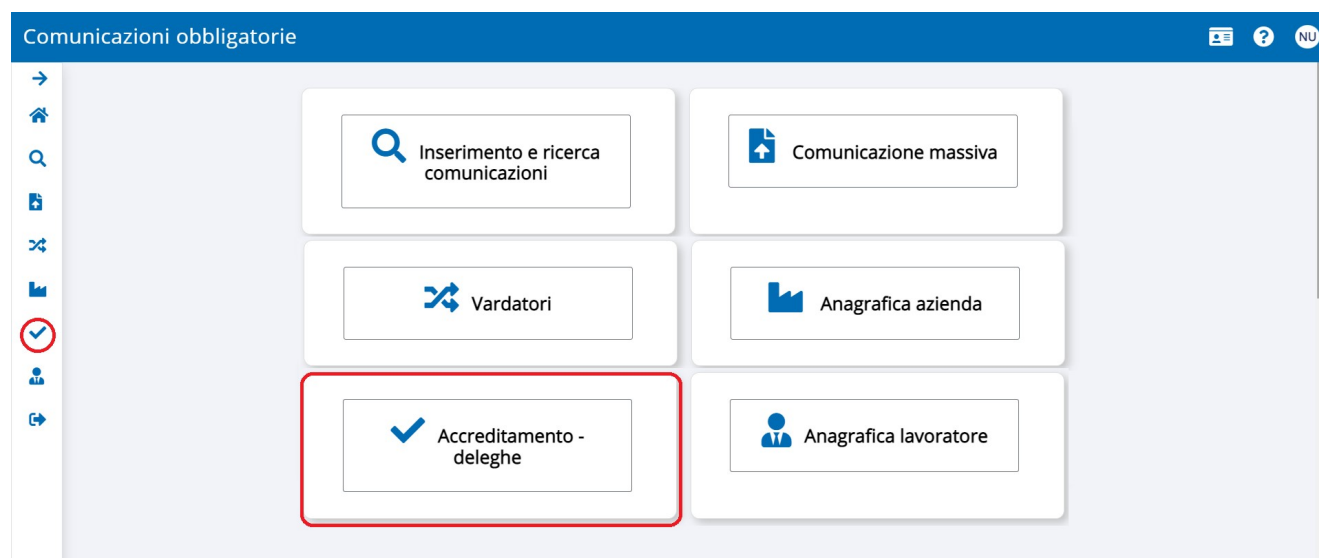 Comunicazioni obbligatorie
NU
Inserimento e ricerca
comunicazioni
Comunicazione massiva
Vardatori
Anagrafica azienda
Accreditamento -
deleghe
Anagrafica lavoratore